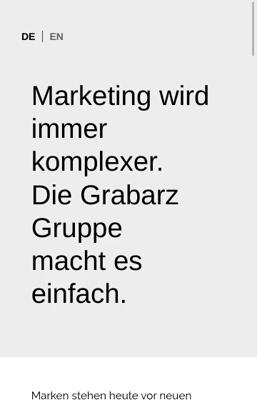 DE | EN
Marketing wird
immer
komplexer.
Die Grabarz
Gruppe
macht es
einfach.
Marken stehen heute vor neuen